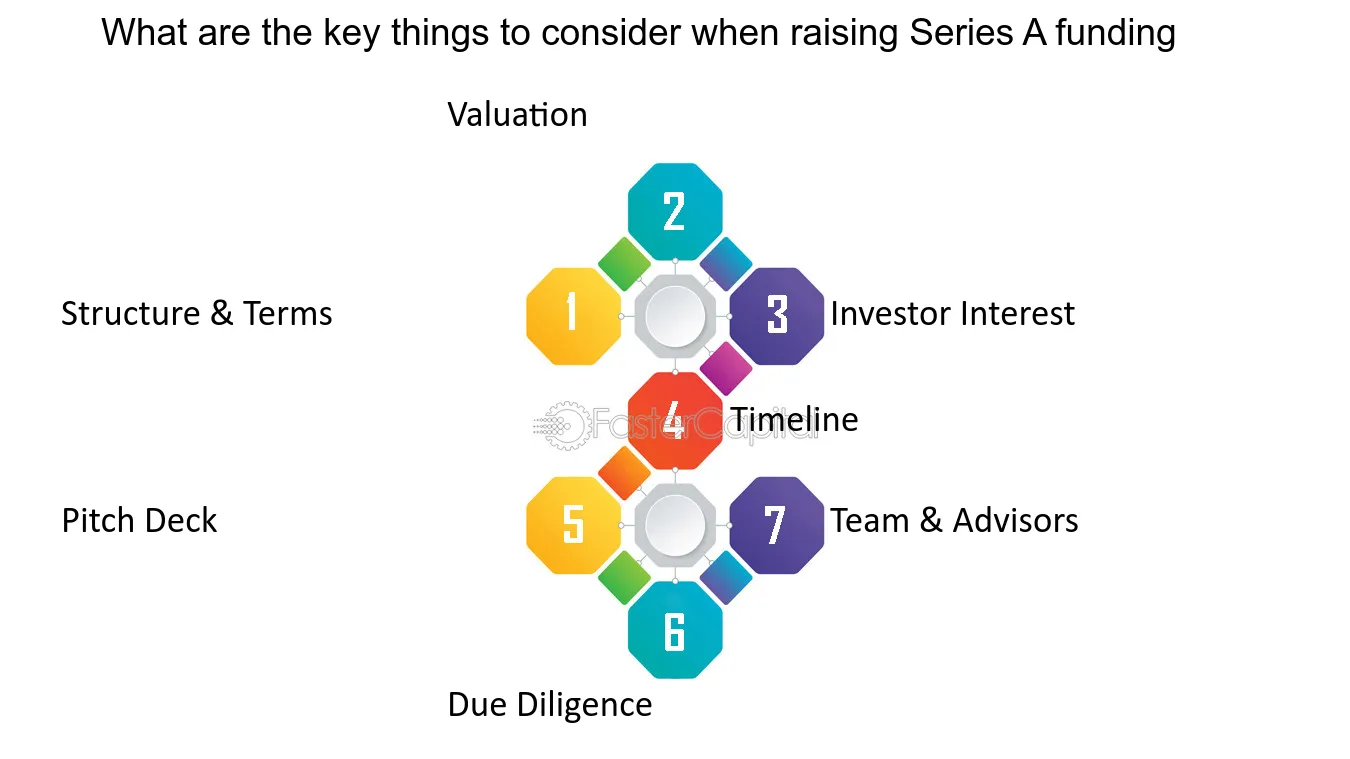 What are the key things to consider when raising Series A funding
Valuation
2
Structure & Terms
1
3
Investor Interest
4
Timeline
FasterCapital
Pitch Deck
5
7
Team & Advisors
6
Due Diligence